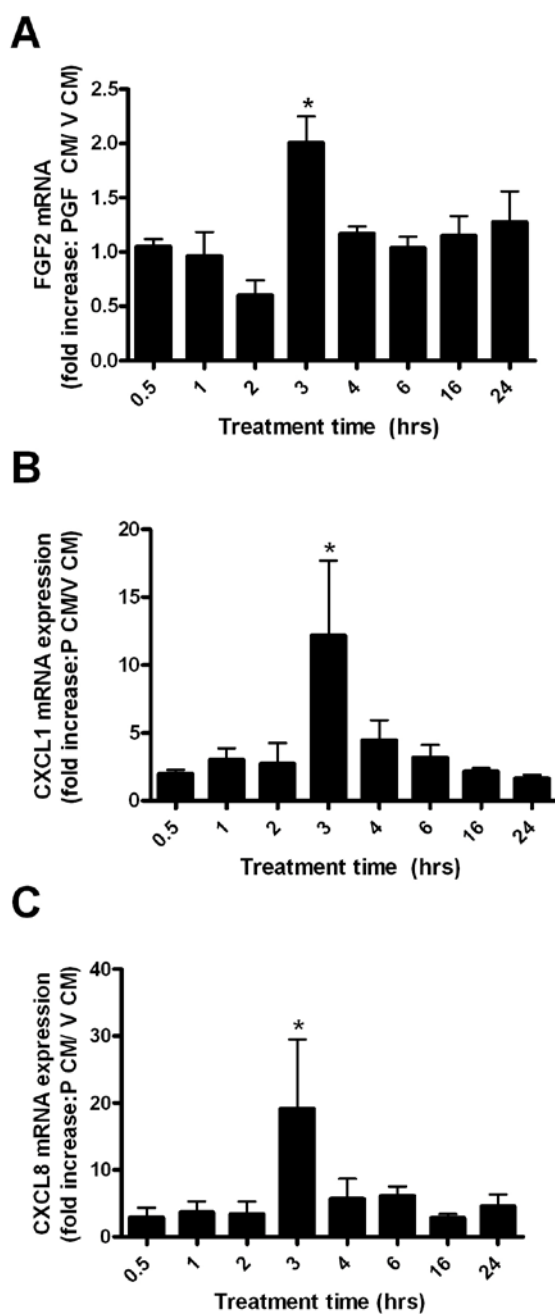 A
FGF2 mRNA
(fold increase: PGF CM/ V CM)
2.5
2.0
1.5
1.0
0.5
0.0
*
0.5 1 2 3 4 6 16 24
Treatment time (hrs)
B
CXCL1 mRNA expression
(fold increase:P CM/V CM)
20
15
10
5
0
*
0.5 1 2 3 4 6 16 24
Treatment time (hrs)
C
CXCL8 mRNA expression
(fold increase:P CM/ V CM)
40
30
20
10
0
*
0.5 1 2 3 4 6 16 24
Treatment time (hrs)